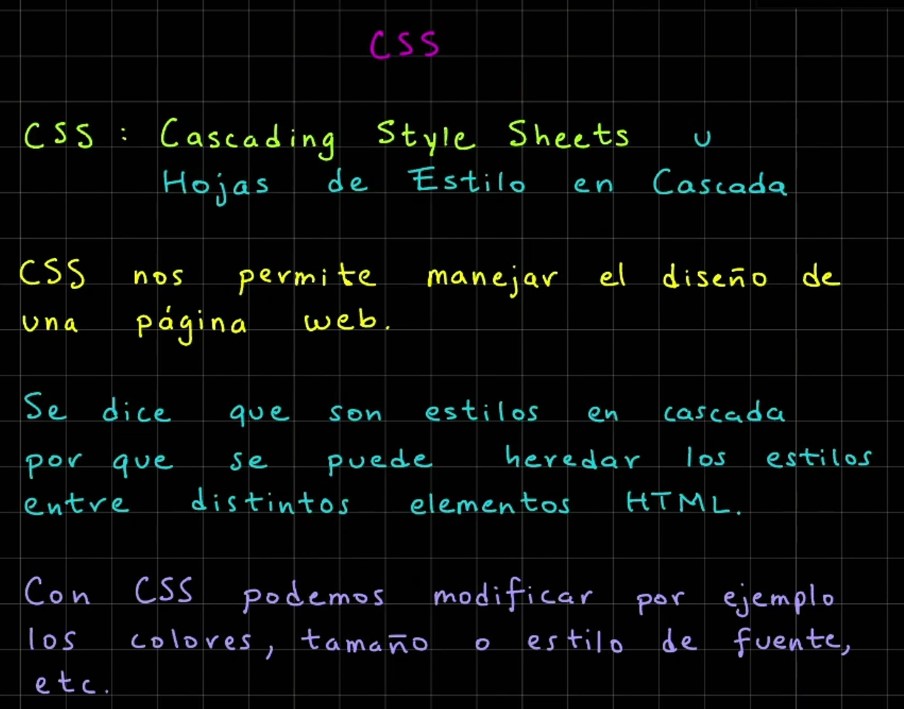 CSS
CSS : Cascading Style Sheets u
Hojas de Estilo en Cascada
CSS nos permite manejar el diseño de
una página web.
Se dice que son estilos en cascada
por que se puede heredar los estilos
entre distintos elementos HTML.
Con CSS podemos modificar por ejemplo
los colores, tamaño o estilo de fuente,
etc.